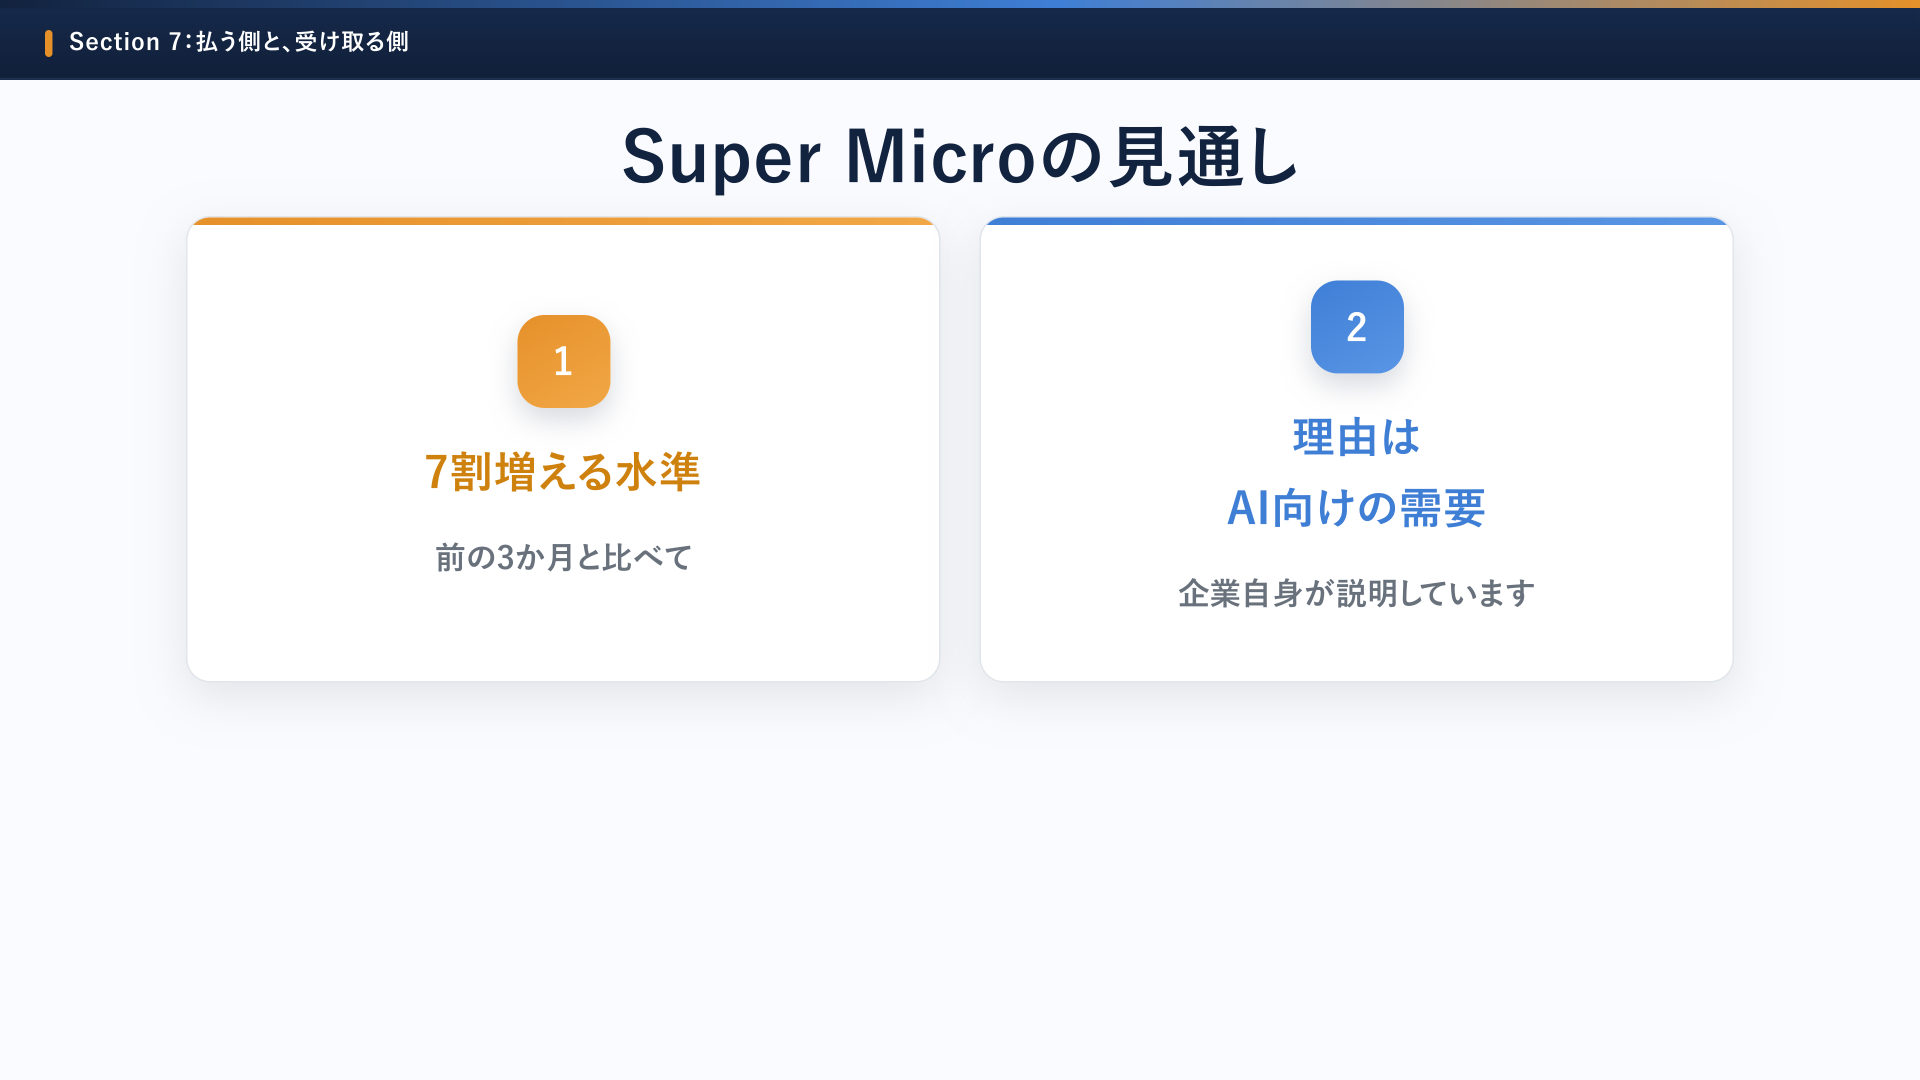 Section 7:払う側と、受け取る側
Super Microの見通し
1
7割増える水準
前の3か月と比べて
2
理由は
AI向けの需要
企業自身が説明しています